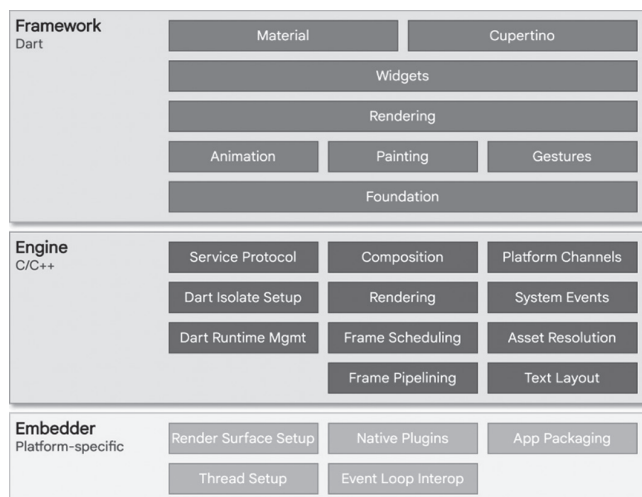 Framework
Dart
Material
Cupertino
Widgets
Rendering
Animation
Painting
Gestures
Foundation
Engine
C/C++
Service Protocol
Composition
Platform Channels
Dart Isolate Setup
Rendering
System Events
Dart Runtime Mgmt
Frame Scheduling
Asset Resolution
Frame Pipelining
Text Layout
Embedder
Platform-specific
Render Surface Setup
Native Plugins
App Packaging
Thread Setup
Event Loop Interop